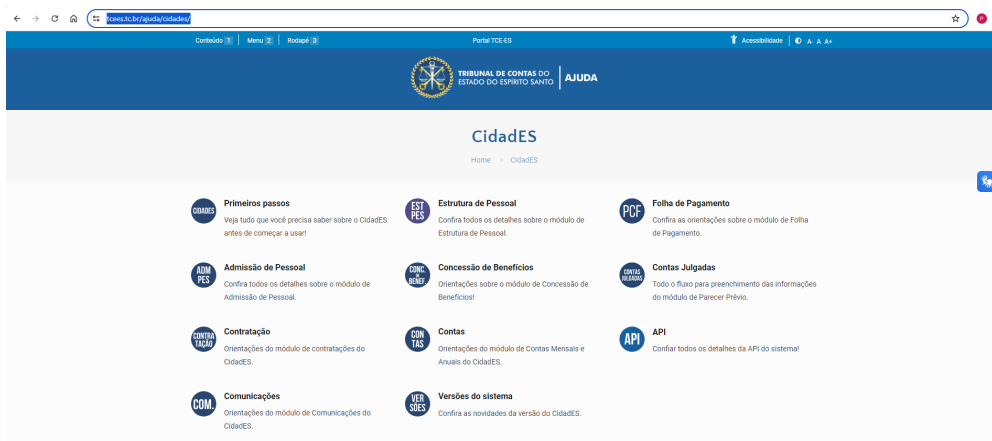 tcees.tc.br/ajuda/cidades/
P
Conteúdo 1 Menu 2 Rodapé 3 Portal TCE-ES Acessibilidade A- A A+
TRIBUNAL DE CONTAS DO
ESTADO DO ESPÍRITO SANTO
AJUDA
CidadES
Home > CidadES
CIDADES
Primeiros passos
Veja tudo que você precisa saber sobre o CidadES
antes de começar a usar!
EST
PES
Estrutura de Pessoal
Confira todos os detalhes sobre o módulo de
Estrutura de Pessoal.
PCF
Folha de Pagamento
Confira as orientações sobre o módulo de Folha
de Pagamento.
ADM
PES
Admissão de Pessoal
Confira todos os detalhes sobre o módulo de
Admissão de Pessoal.
CONC.
DE
BENEF.
Concessão de Benefícios
Orientações sobre o módulo de Concessão de
Benefícios!
CONTAS
JULGADAS
Contas Julgadas
Todo o fluxo para preenchimento das informações
do módulo de Parecer Prévio.
CONTRA
TAÇÃO
Contratação
Orientações do módulo de contratações do
CidadES.
CON
TAS
Contas
Orientações do módulo de Contas Mensais e
Anuais do CidadES.
API
API
Confiar todos os detalhes da API do sistema!
COM.
Comunicações
Orientações do módulo de Comunicações do
CidadES.
VER
SÕES
Versões do sistema
Confira as novidades da versão do CidadES.